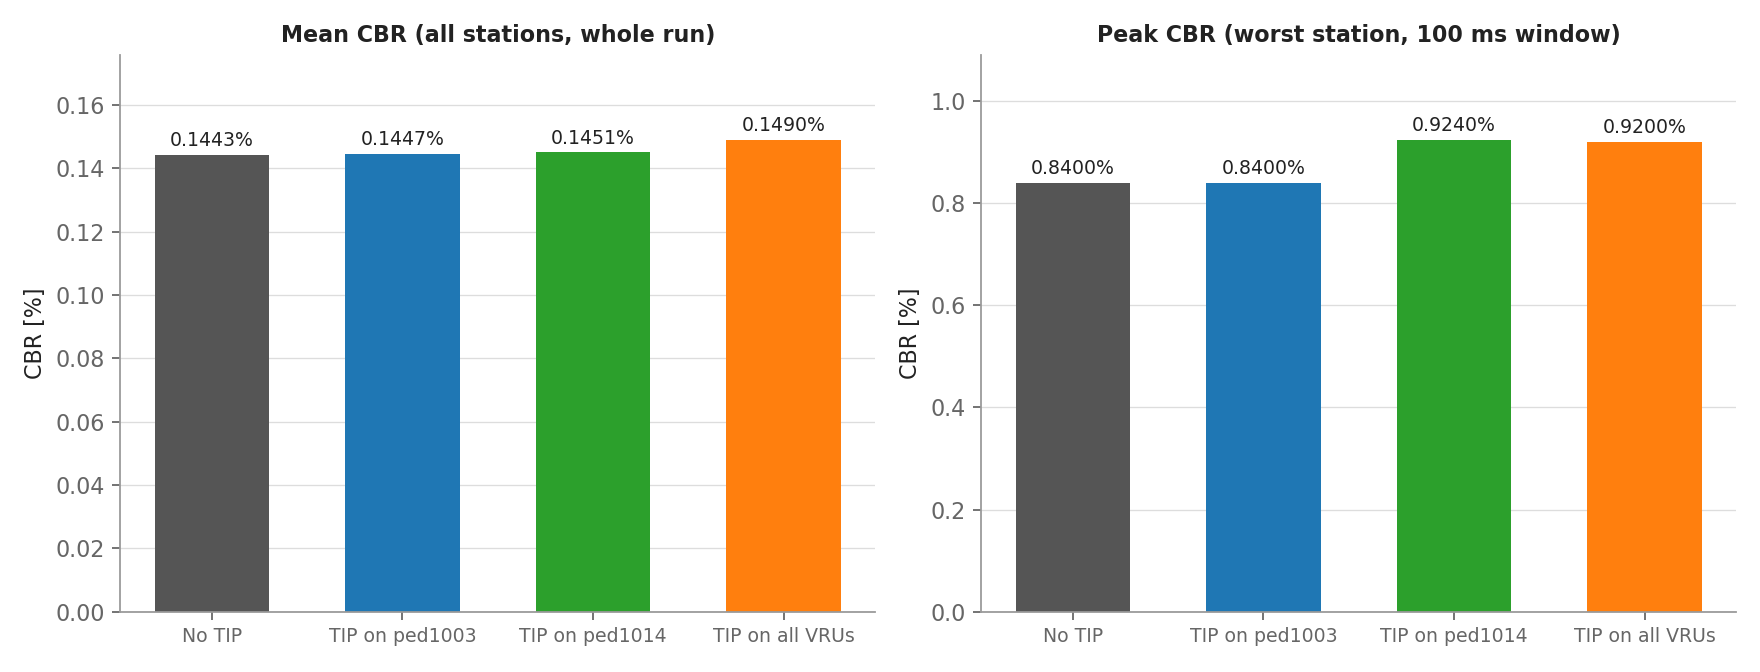 Mean CBR (all stations, whole run)
CBR [%]
0.16
0.14
0.12
0.10
0.08
0.06
0.04
0.02
0.00
0.1443%
0.1447%
0.1451%
0.1490%
No TIP
TIP on ped1003
TIP on ped1014
TIP on all VRUs
Peak CBR (worst station, 100 ms window)
CBR [%]
1.0
0.8
0.6
0.4
0.2
0.0
0.8400%
0.8400%
0.9240%
0.9200%
No TIP
TIP on ped1003
TIP on ped1014
TIP on all VRUs